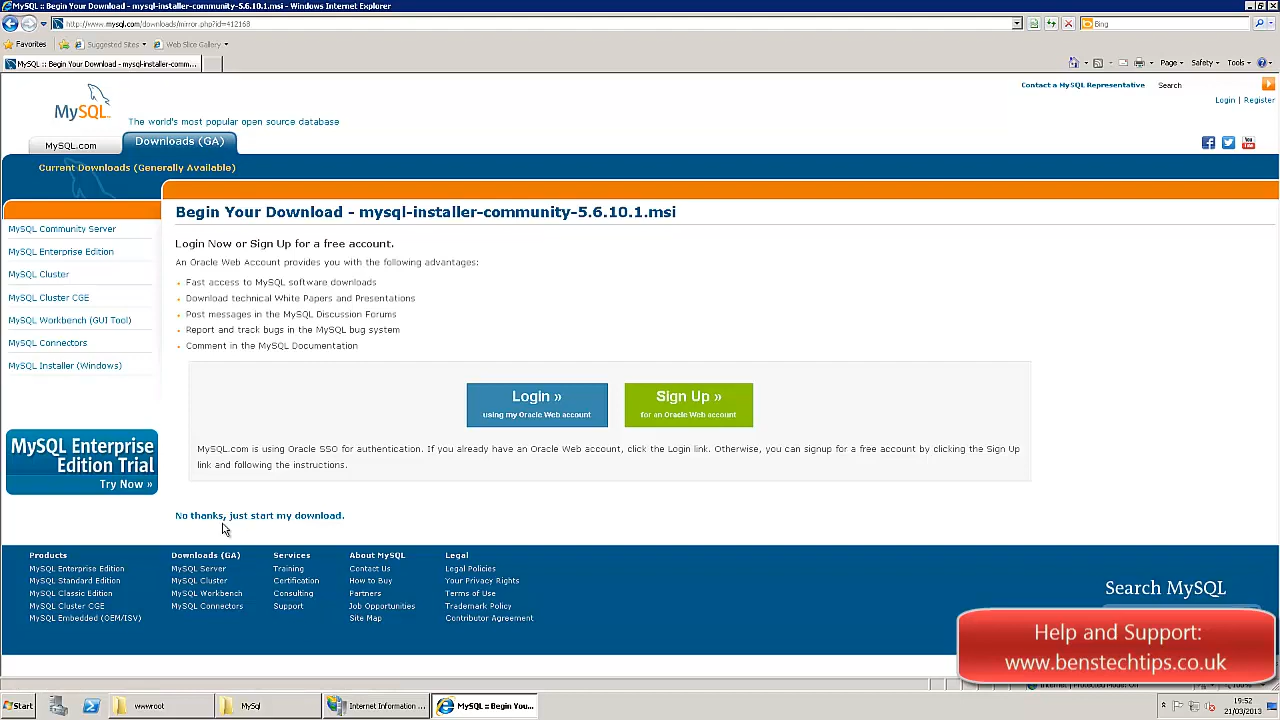 MySQL :: Begin Your Download - mysql-installer-community-5.6.10.1.msi - Windows Internet Explorer
http://www.mysql.com/downloads/mirror.php?id=412168
Bing
Favorites
Suggested Sites
Web Slice Gallery
MySQL :: Begin Your Download - mysql-installer-comm...
Page
Safety
Tools
Contact a MySQL Representative
Search
MySQL
The world's most popular open source database
Login | Register
MySQL.com
Downloads (GA)
Current Downloads (Generally Available)
MySQL Community Server
MySQL Enterprise Edition
MySQL Cluster
MySQL Cluster CGE
MySQL Workbench (GUI Tool)
MySQL Connectors
MySQL Installer (Windows)
MySQL Enterprise
Edition Trial
Try Now »
Begin Your Download - mysql-installer-community-5.6.10.1.msi
Login Now or Sign Up for a free account.
An Oracle Web Account provides you with the following advantages:
Fast access to MySQL software downloads
Download technical White Papers and Presentations
Post messages in the MySQL Discussion Forums
Report and track bugs in the MySQL bug system
Comment in the MySQL Documentation
Login »
using my Oracle Web account
Sign Up »
for an Oracle Web account
MySQL.com is using Oracle SSO for authentication. If you already have an Oracle Web account, click the Login link. Otherwise, you can signup for a free account by clicking the Sign Up
link and following the instructions.
No thanks, just start my download.
Products
MySQL Enterprise Edition
MySQL Standard Edition
MySQL Classic Edition
MySQL Cluster CGE
MySQL Embedded (OEM/ISV)
Downloads (GA)
MySQL Server
MySQL Cluster
MySQL Workbench
MySQL Connectors
Services
Training
Certification
Consulting
Support
About MySQL
Contact Us
How to Buy
Partners
Job Opportunities
Site Map
Legal
Legal Policies
Your Privacy Rights
Terms of Use
Trademark Policy
Contributor Agreement
Search MySQL
Help and Support:
www.benstechtips.co.uk
Start
wwwroot
MySql
Internet Information ...
MySQL :: Begin You...
19:52
21/03/2013